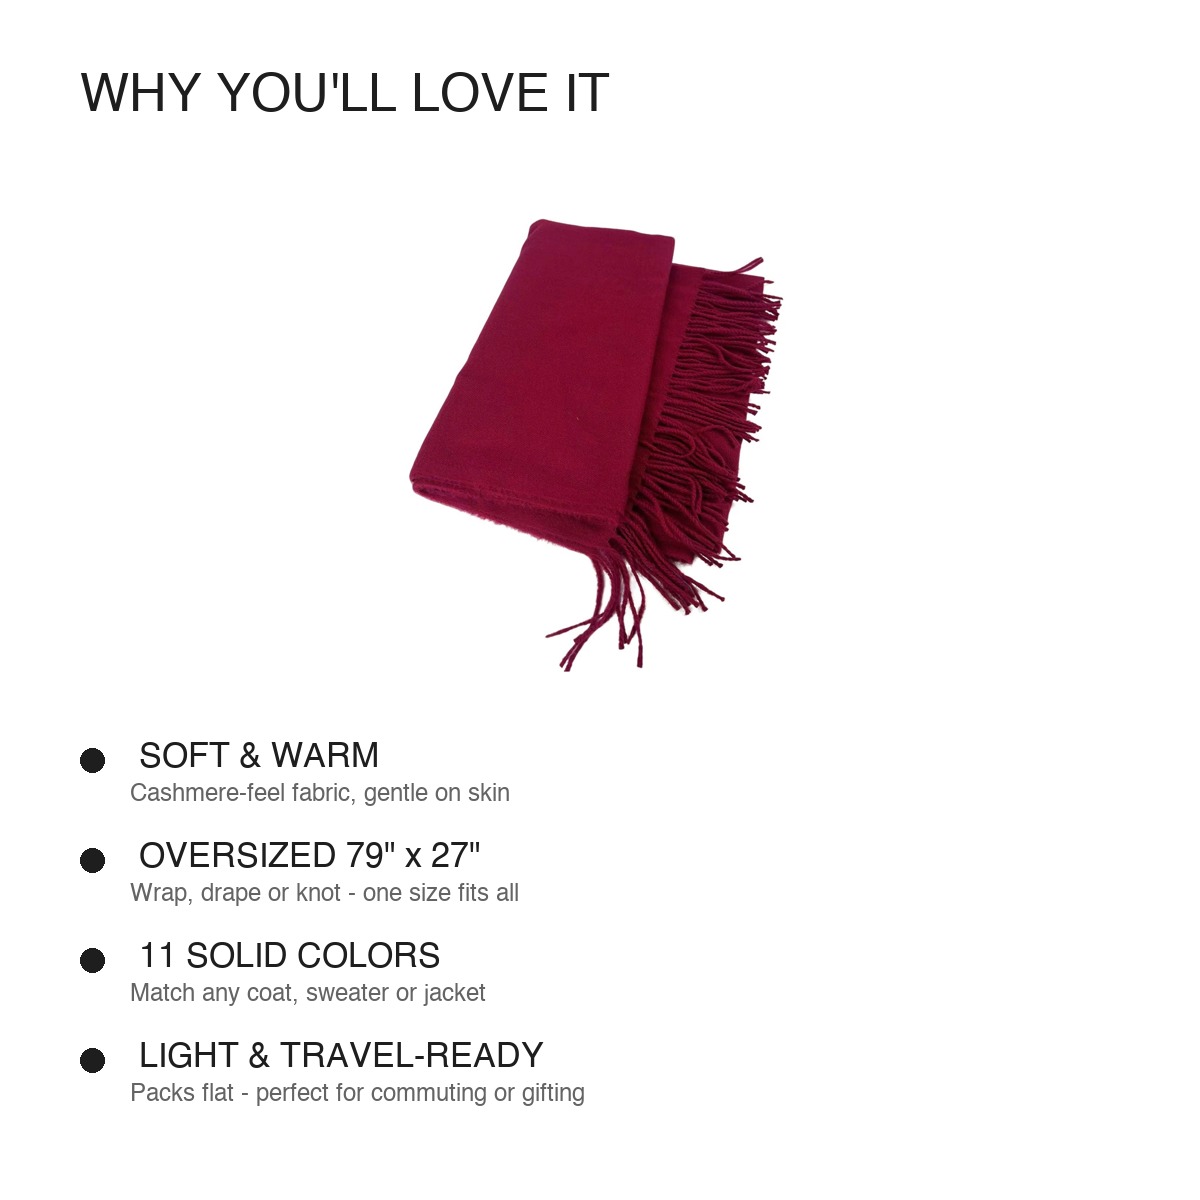 WHY YOU'LL LOVE IT
SOFT & WARM
Cashmere-feel fabric, gentle on skin
OVERSIZED 79" x 27"
Wrap, drape or knot - one size fits all
11 SOLID COLORS
Match any coat, sweater or jacket
LIGHT & TRAVEL-READY
Packs flat - perfect for commuting or gifting